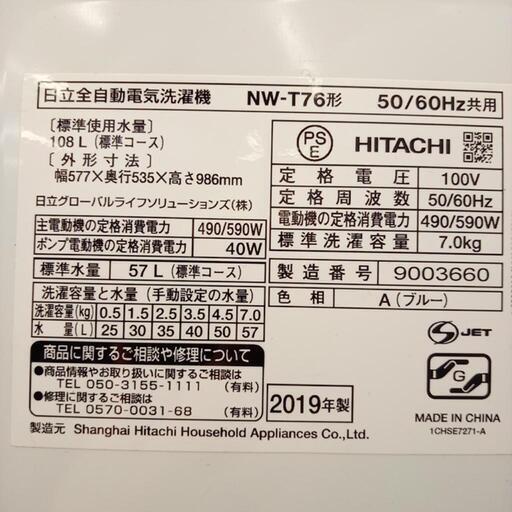 日立全自動電気洗濯機 NW-T76形 50/60Hz共用
〔標準使用水量〕
108 L（標準コース）
〔外形寸法〕
幅577×奥行535×高さ986mm
日立グローバルライフソリューションズ(株)
主電動機の定格消費電力 490/590W
ポンプ電動機の定格消費電力 40W
標準水量 57 L（標準コース）
洗濯容量と水量（手動設定の水量）
洗濯容量(kg) 0.5 1.5 2.5 3.5 4.5 7.0
水量(L) 25 30 35 40 50 57
商品に関するご相談や修理について
●商品情報やお取り扱いに関するご相談は
TEL 050-3155-1111 （有料）
●修理に関するご相談は
TEL 0570-0031-68 （有料）
製造元 Shanghai Hitachi Household Appliances Co., Ltd.
PS
E
HITACHI
定格電圧 100V
定格周波数 50/60Hz
電動機の定格消費電力 490/590W
標準洗濯容量 7.0kg
製造番号 9003660
色相 A（ブルー）
S JET
G
2019年製
MADE IN CHINA
1CHSE7271-A